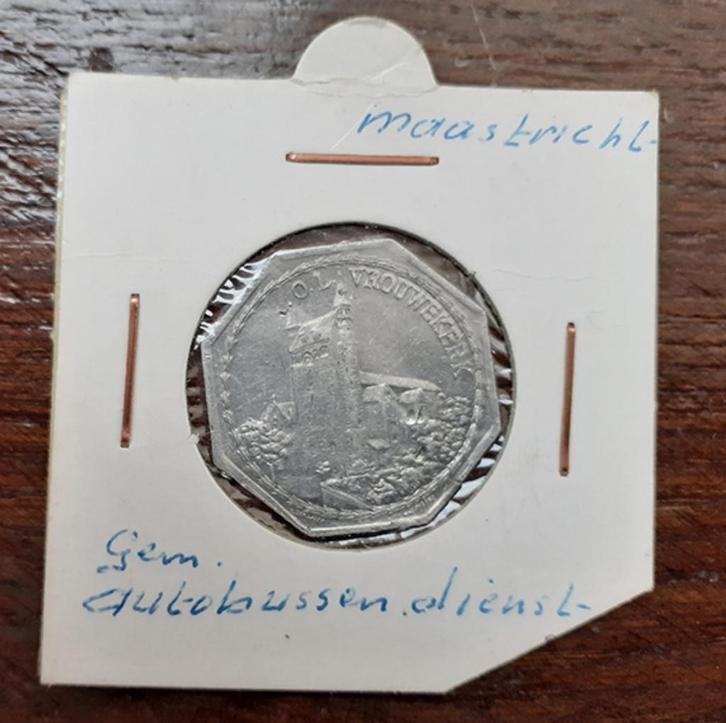 maastricht
O.L. VROUWEKERK
Gem.
autobussen.dienst